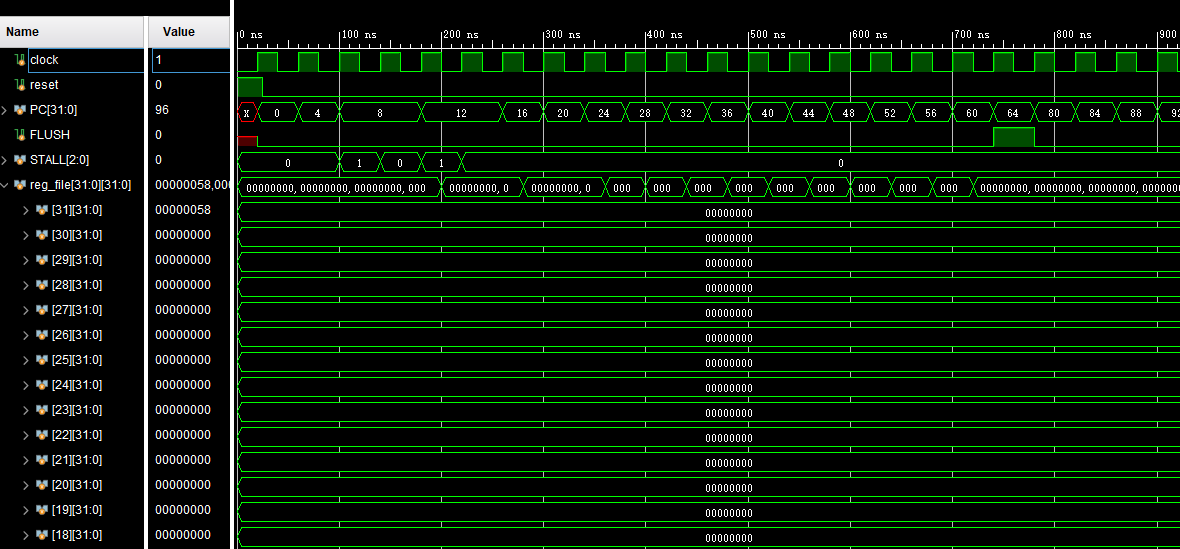 Name Value
0 ns 100 ns 200 ns 300 ns 400 ns 500 ns 600 ns 700 ns 800 ns 900
clock 1
reset 0
PC[31:0] 96 X 0 4 8 12 16 20 24 28 32 36 40 44 48 52 56 60 64 80 84 88 92
FLUSH 0
STALL[2:0] 0 0 1 0 1 0
reg_file[31:0][31:0] 00000058,00 00000000, 00000000, 00000000, 000 00000000, 0 00000000, 0 000 000 000 000 000 000 000 000 000 00000000, 00000000, 00000000, 0000000
[31][31:0] 00000058 00000000
[30][31:0] 00000000 00000000
[29][31:0] 00000000 00000000
[28][31:0] 00000000 00000000
[27][31:0] 00000000 00000000
[26][31:0] 00000000 00000000
[25][31:0] 00000000 00000000
[24][31:0] 00000000 00000000
[23][31:0] 00000000 00000000
[22][31:0] 00000000 00000000
[21][31:0] 00000000 00000000
[20][31:0] 00000000 00000000
[19][31:0] 00000000 00000000
[18][31:0] 00000000 00000000